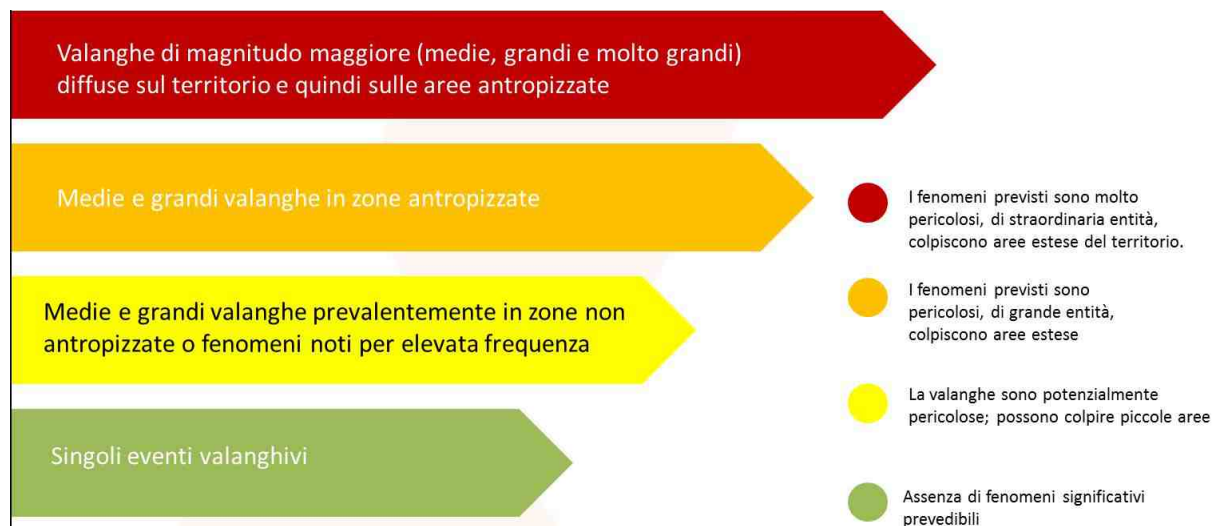 Valanghe di magnitudo maggiore (medie, grandi e molto grandi)
diffuse sul territorio e quindi sulle aree antropizzate
Medie e grandi valanghe in zone antropizzate
Medie e grandi valanghe prevalentemente in zone non
antropizzate o fenomeni noti per elevata frequenza
Singoli eventi valanghivi
I fenomeni previsti sono molto
pericolosi, di straordinaria entità,
colpiscono aree estese del territorio.
I fenomeni previsti sono
pericolosi, di grande entità,
colpiscono aree estese
La valanghe sono potenzialmente
pericolose; possono colpire piccole aree
Assenza di fenomeni significativi
prevedibili